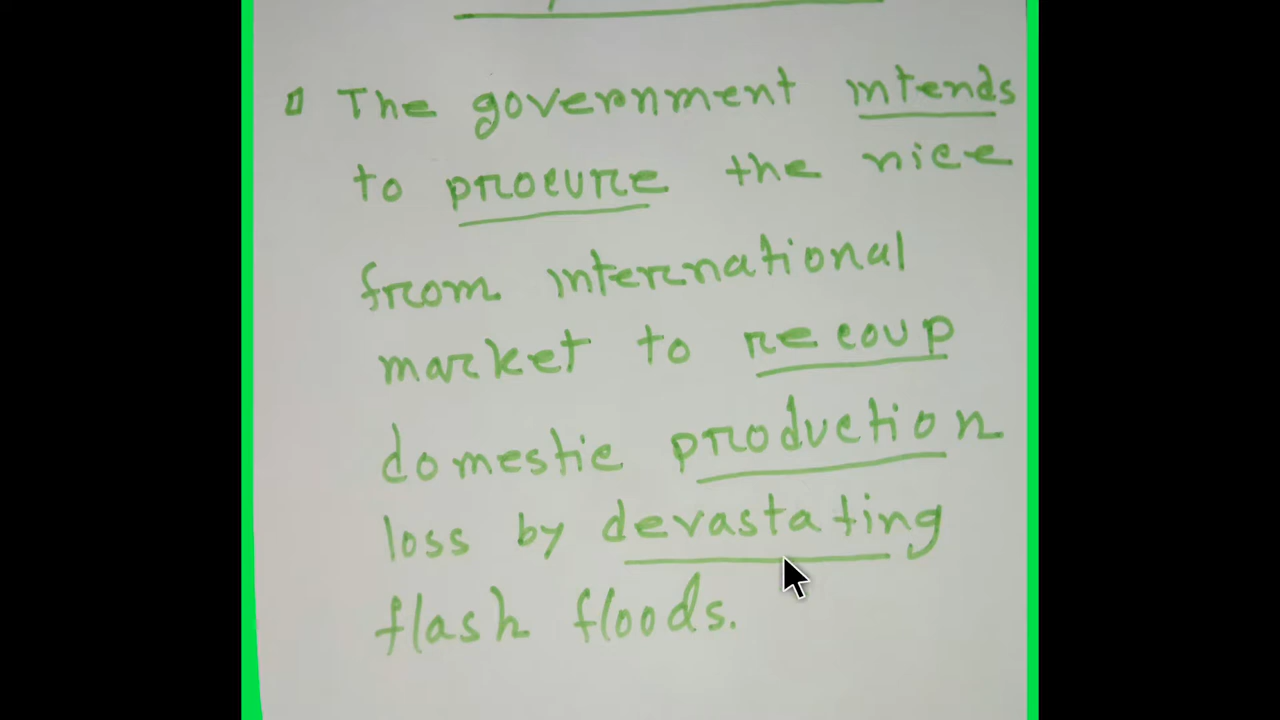 The government intends
to procure the rice
from international
market to recoup
domestic production
loss by devastating
flash floods.